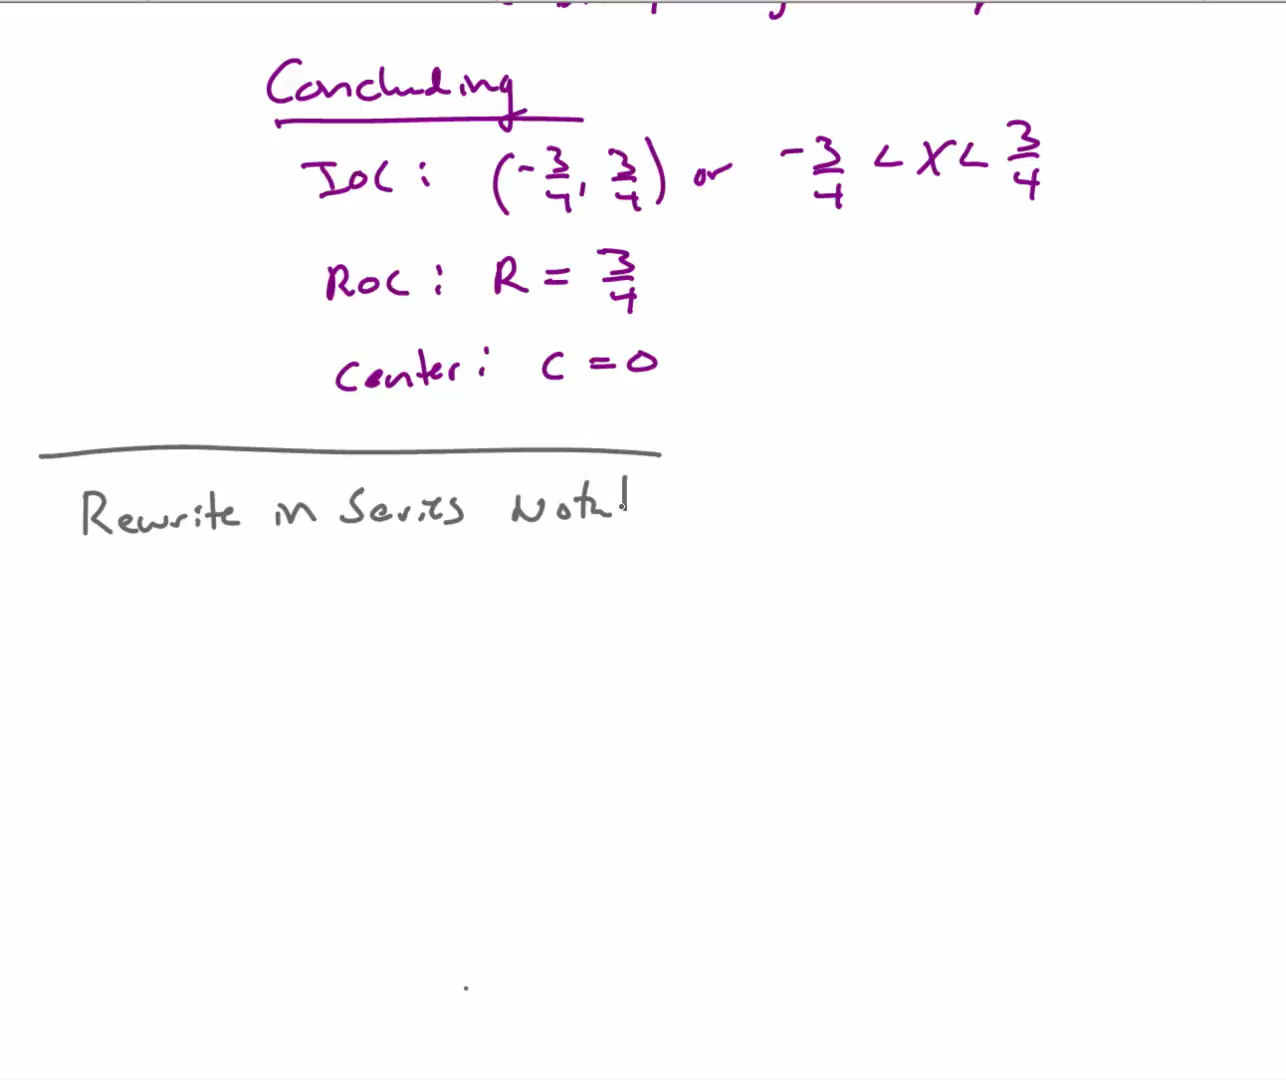 Concluding
IoC : (-3/4, 3/4) or -3/4 < x < 3/4
RoC : R = 3/4
Center : C = 0
Rewrite in Series